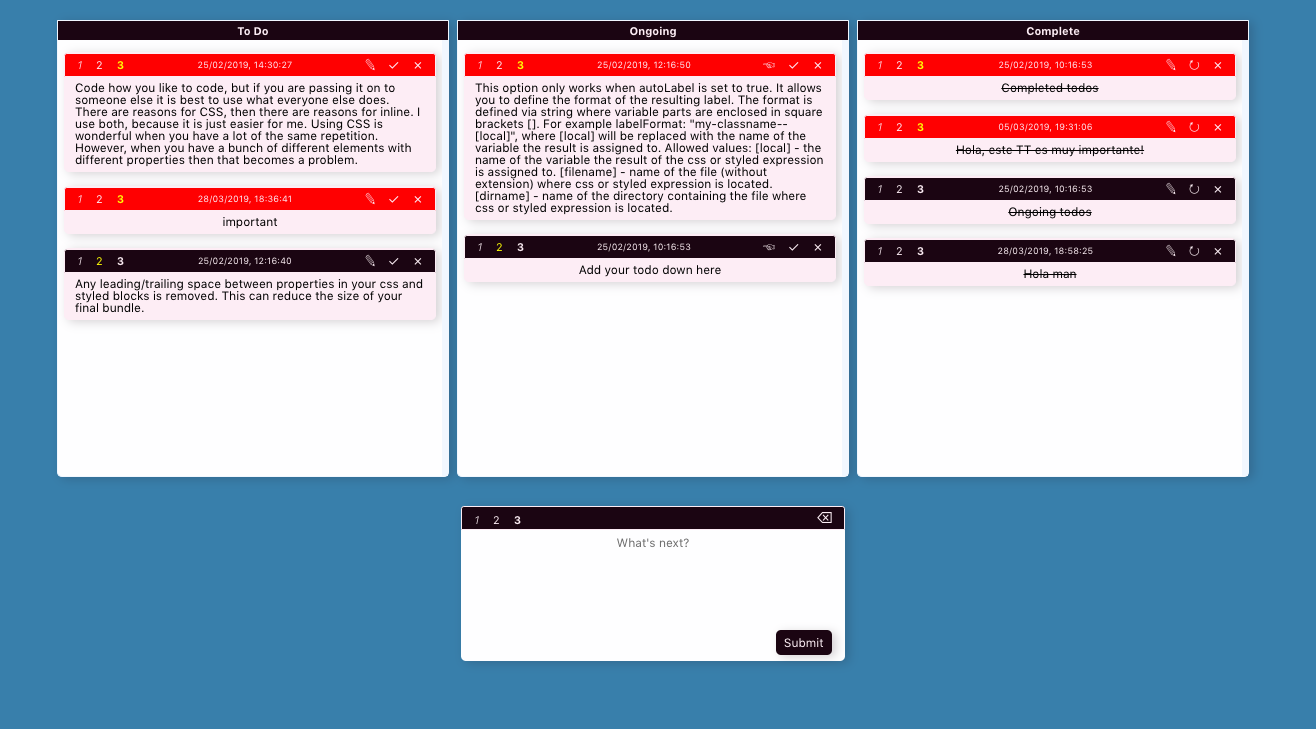 To Do
1 2 3 25/02/2019, 14:30:27
Code how you like to code, but if you are passing it on to
someone else it is best to use what everyone else does.
There are reasons for CSS, then there are reasons for inline. I
use both, because it is just easier for me. Using CSS is
wonderful when you have a lot of the same repetition.
However, when you have a bunch of different elements with
different properties then that becomes a problem.
1 2 3 28/03/2019, 18:36:41
important
1 2 3 25/02/2019, 12:16:40
Any leading/trailing space between properties in your css and
styled blocks is removed. This can reduce the size of your
final bundle.
Ongoing
1 2 3 25/02/2019, 12:16:50
This option only works when autoLabel is set to true. It allows
you to define the format of the resulting label. The format is
defined via string where variable parts are enclosed in square
brackets []. For example labelFormat: "my-classname--
[local]", where [local] will be replaced with the name of the
variable the result is assigned to. Allowed values: [local] - the
name of the variable the result of the css or styled expression
is assigned to. [filename] - name of the file (without
extension) where css or styled expression is located.
[dirname] - name of the directory containing the file where
css or styled expression is located.
1 2 3 25/02/2019, 10:16:53
Add your todo down here
Complete
1 2 3 25/02/2019, 10:16:53
Completed todos
1 2 3 05/03/2019, 19:31:06
Hola, este TT es muy importante!
1 2 3 25/02/2019, 10:16:53
Ongoing todos
1 2 3 28/03/2019, 18:58:25
Hola man
1 2 3
What's next?
Submit